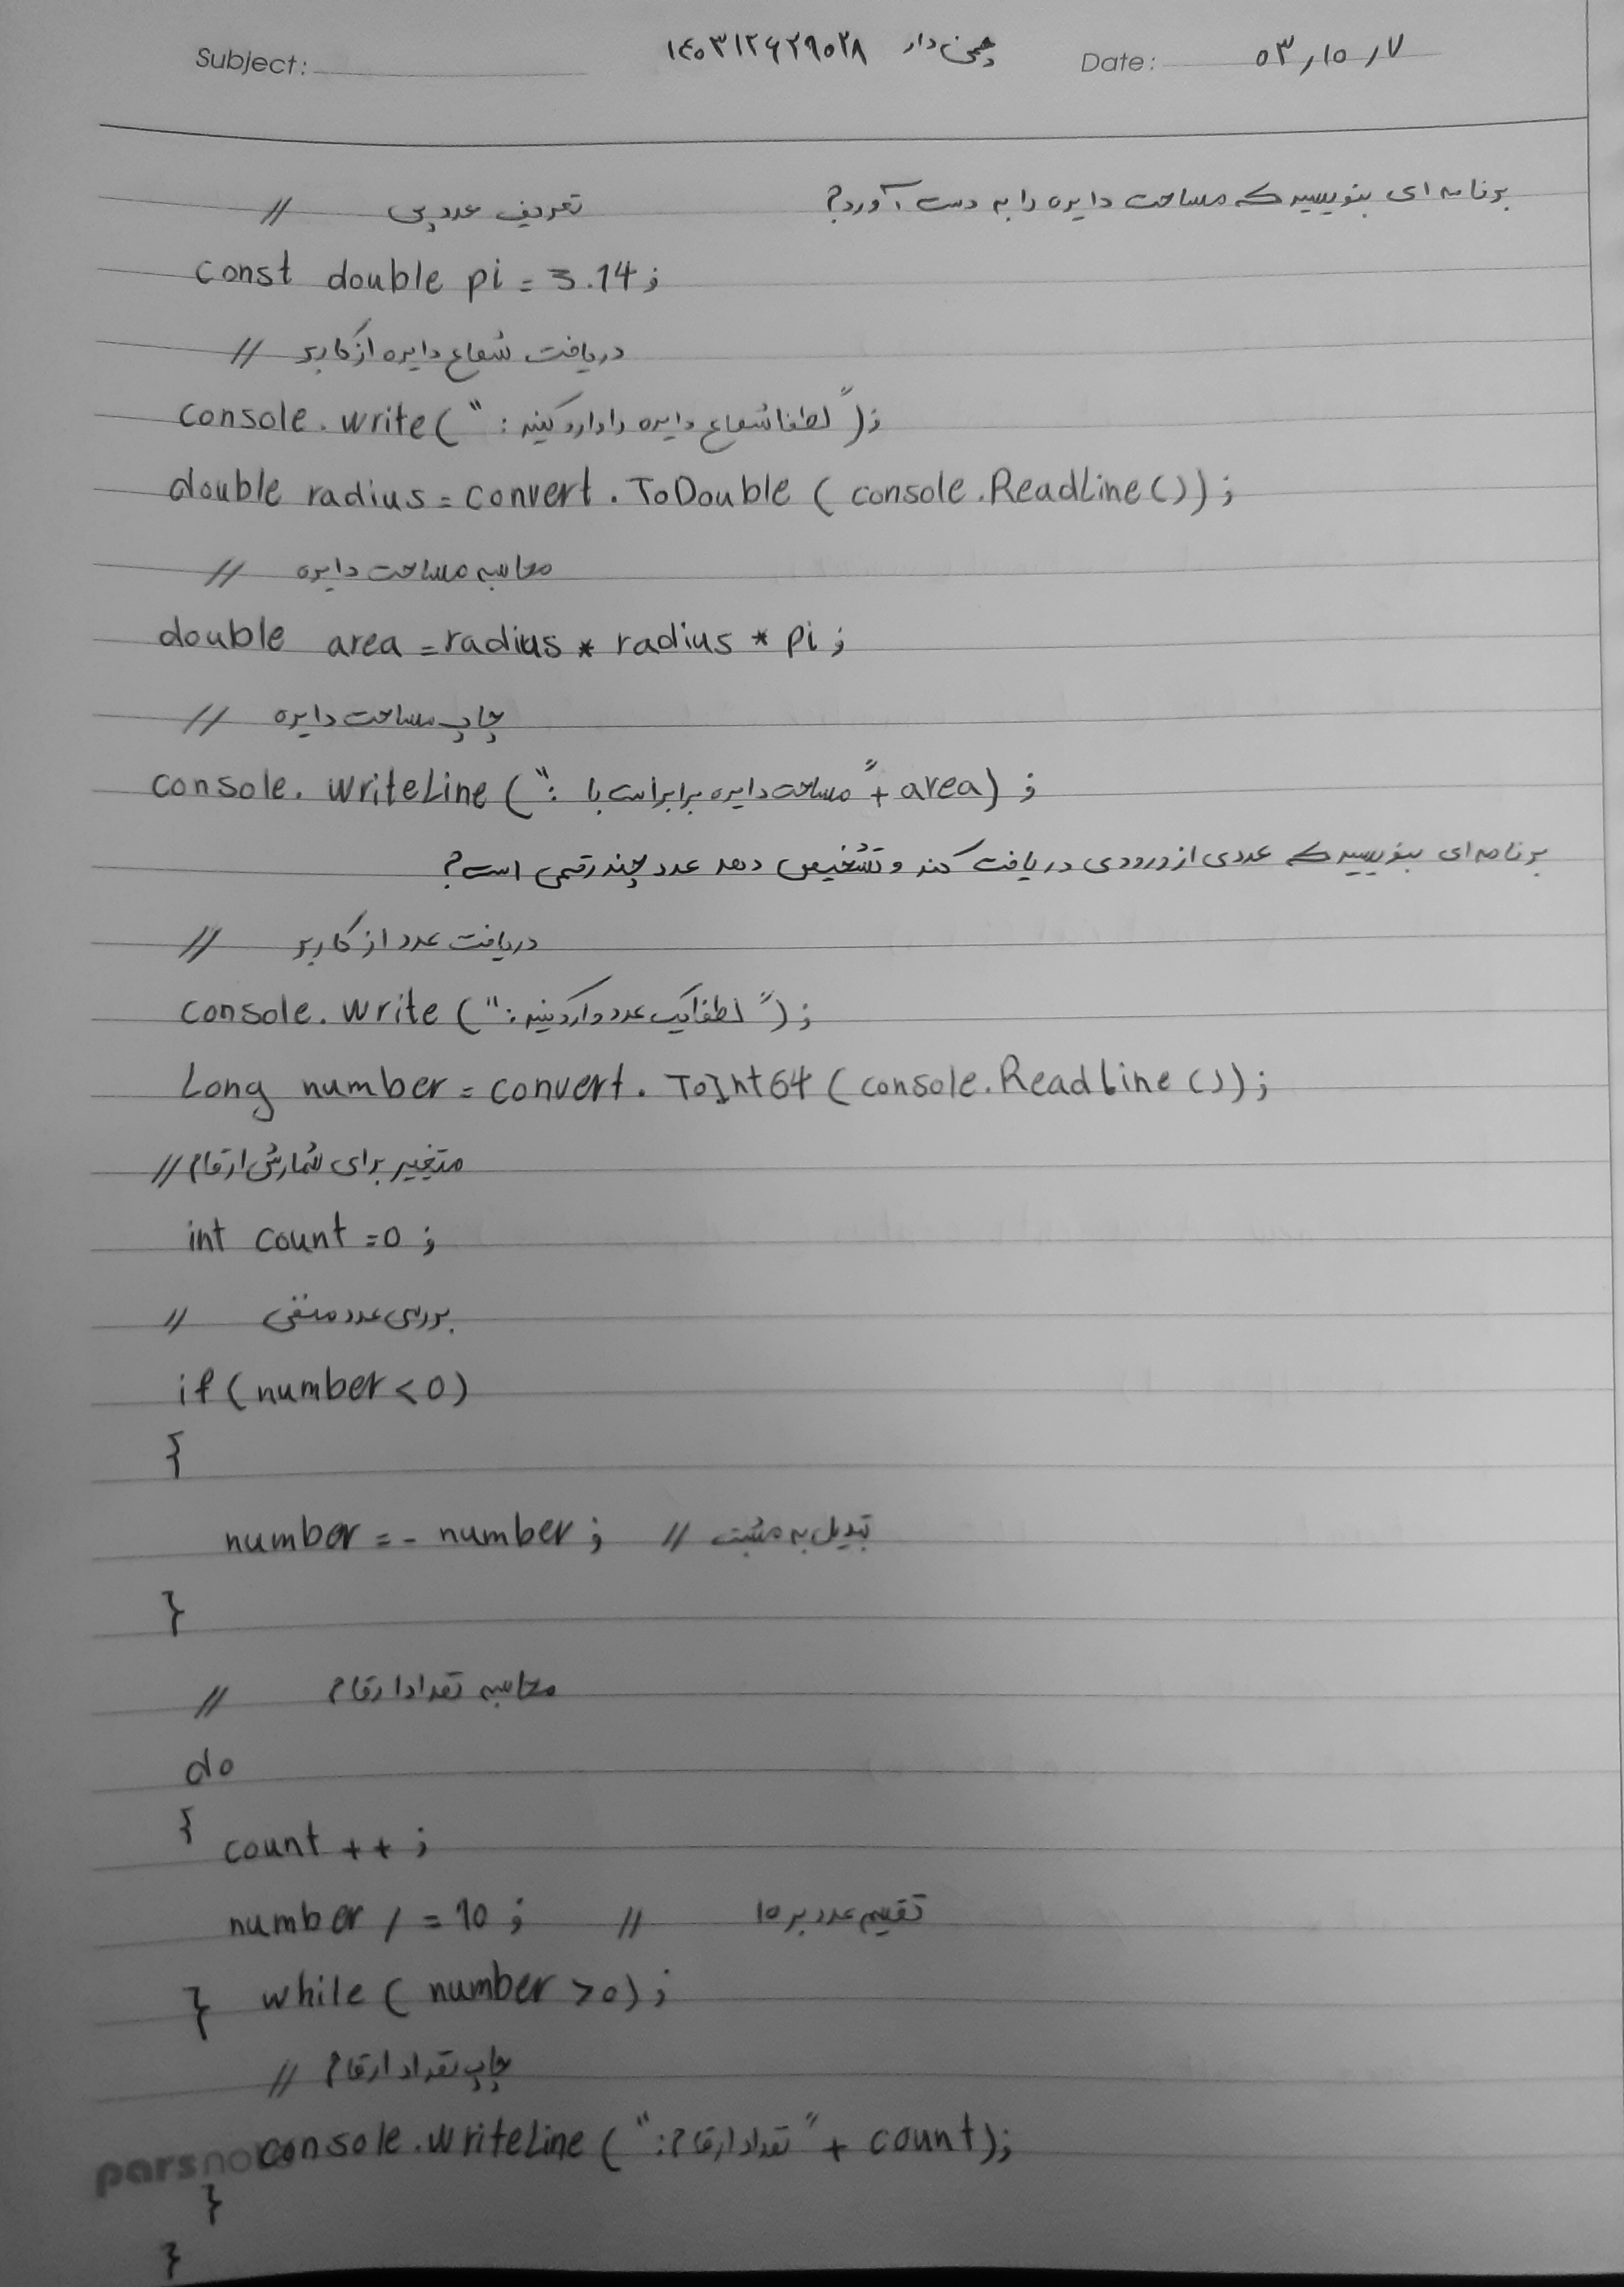 Subject: چمن دار ۱۴۰۳۱۲۶۲۹۰۲۸ Date: ۰۳,۱۰,۱۷
برنامه ای بنویسید که مساحت دایره را به دست آورد؟
// تعریف عدد پی
const double pi = 3.14;
// دریافت شعاع دایره از کاربر
console.write("لطفا شعاع دایره را وارد کنید:");
double radius = convert.ToDouble(console.ReadLine());
// محاسبه مساحت دایره
double area = radius * radius * pi;
// چاپ مساحت دایره
console.writeLine("مساحت دایره برابر است با :" + area);
برنامه ای بنویسید که عددی از ورودی دریافت کند و تشخیص دهد عدد چند رقمی است؟
// دریافت عدد از کاربر
console.write("لطفا یک عدد وارد کنید:");
Long number = convert.ToInt64(console.ReadLine());
// متغییر برای شمارش ارقام
int count = 0;
// بررسی عدد منفی
if (number < 0)
{
number = - number; // تبدیل به مثبت
}
// محاسبه تعداد ارقام
do
{ count ++;
number / = 10; // تقسیم عدد بر ۱۰
} while (number > 0);
// چاپ تعداد ارقام
console.writeLine("تعداد ارقام:" + count);
parsnote
}
}